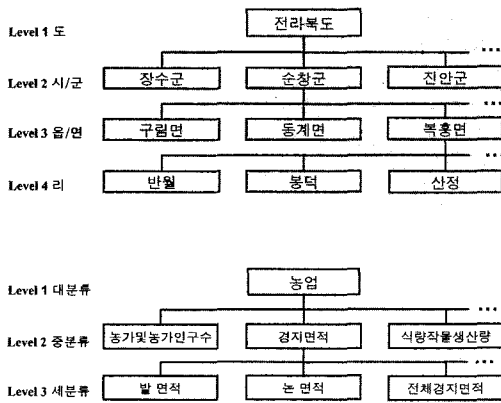 Level 1 도 전라북도
...
Level 2 시/군 장수군 순창군 진안군
...
Level 3 읍/면 구림면 동계면 복흥면
...
Level 4 리 반월 봉덕 산정
Level 1 대분류 농업
...
Level 2 중분류 농가및농가인구수 경지면적 식량작물생산량
...
Level 3 세분류 밭 면적 논 면적 전체경지면적